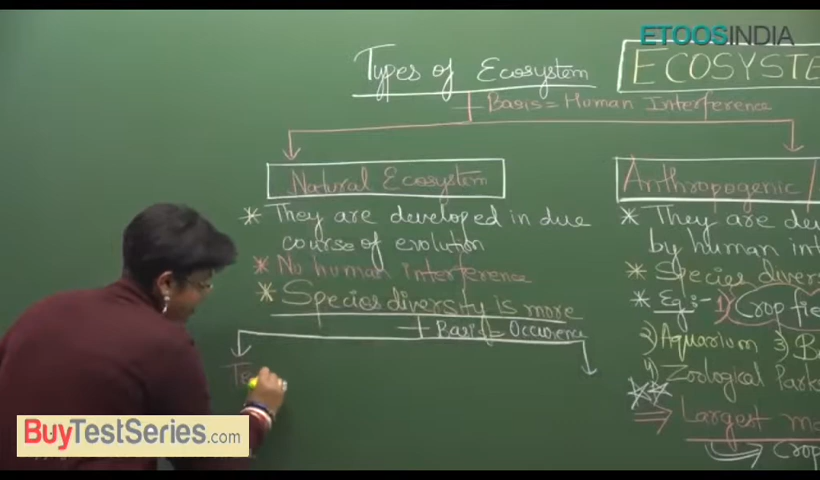 ETOOSINDIA
Types of Ecosystem
ECOSYSTE
Basis = Human Interference
Natural Ecosystem
* They are developed in due
course of evolution
* No human interference
* Species diversity is more
Basis = Occurence
Te
Anthropogenic
* They are dev
by human int
* Species divers
* Eg:- 1) Crop fie
2) Aquarium 3) B
4) Zoological Park
Largest m
Crop
BuyTestSeries.com